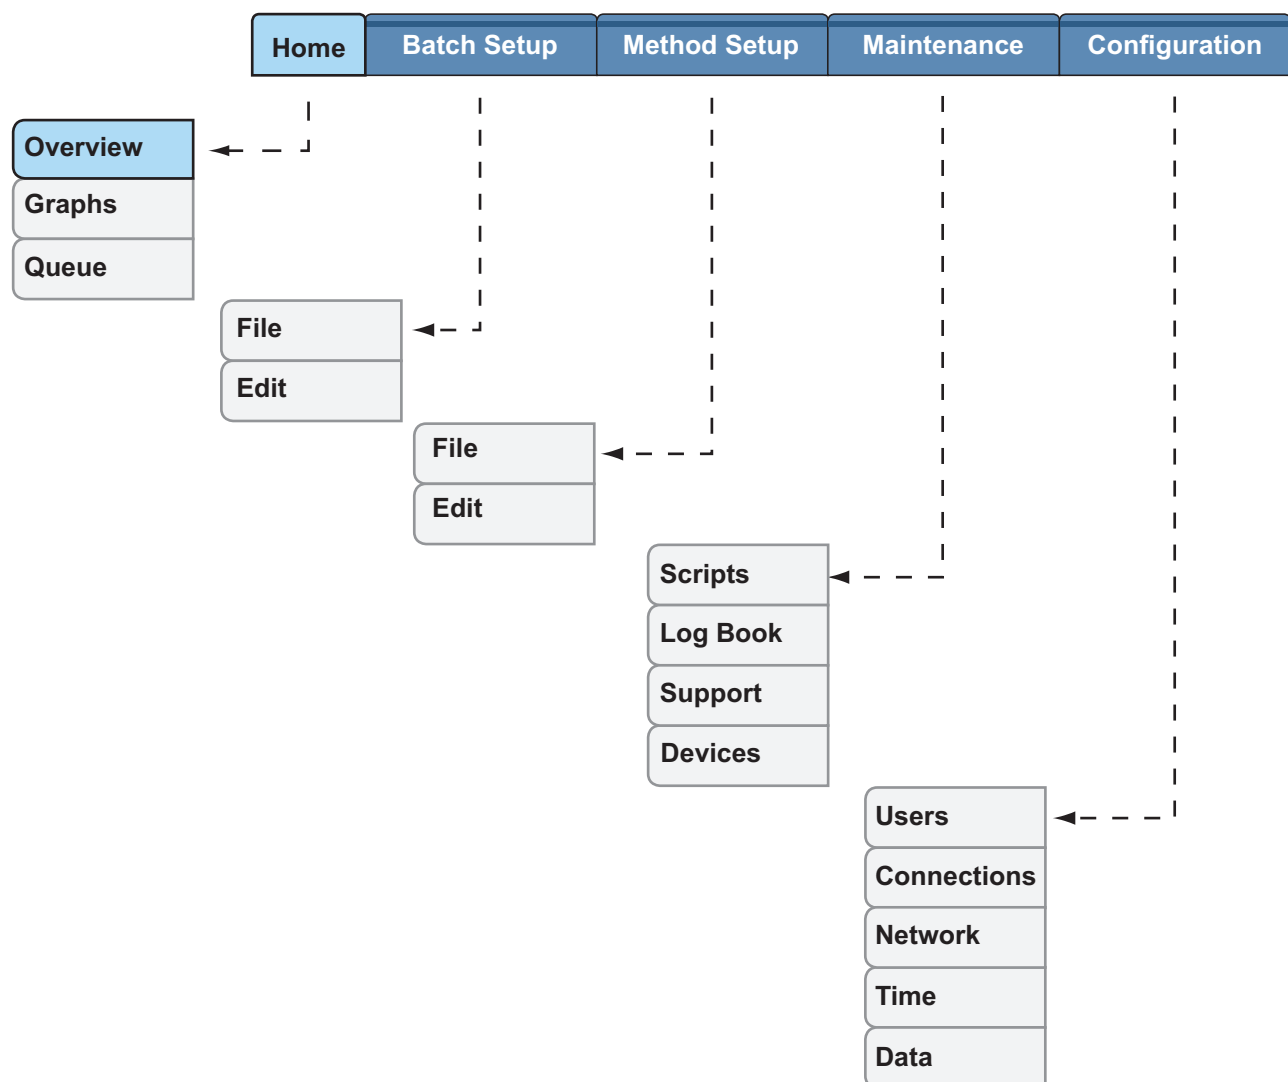 Home Batch Setup Method Setup Maintenance Configuration
Overview
Graphs
Queue
File
Edit
File
Edit
Scripts
Log Book
Support
Devices
Users
Connections
Network
Time
Data